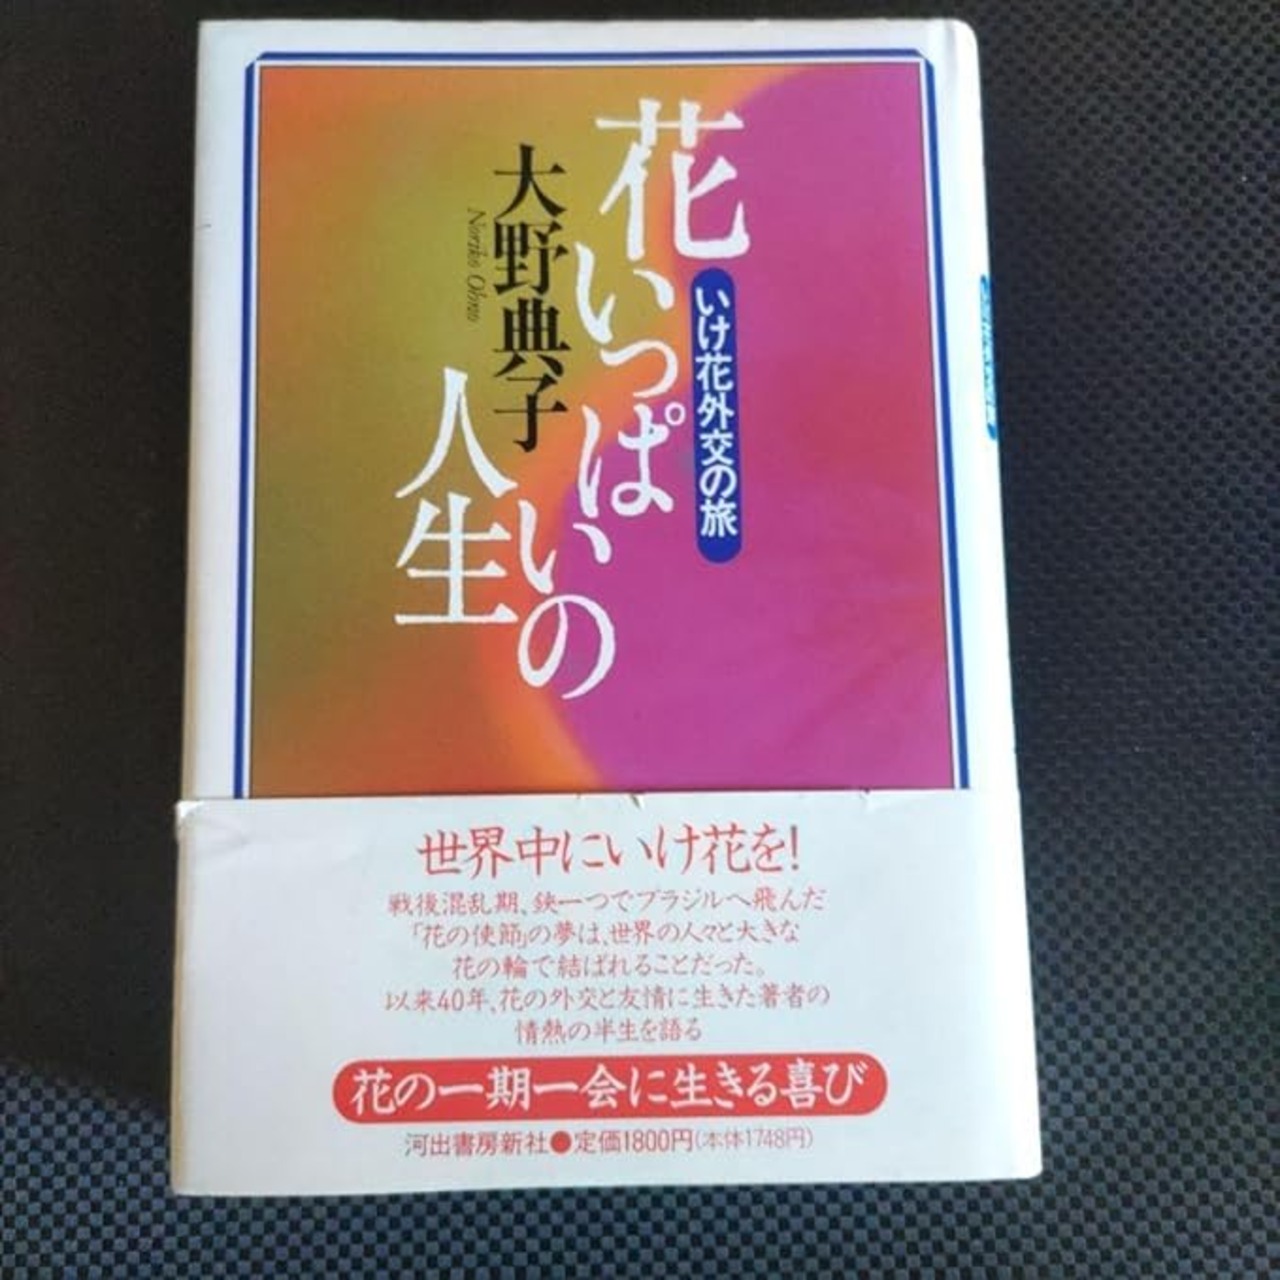 花いっぱいの
人生
いけ花外交の旅
大野典子
Noriko Ohno
世界中にいけ花を!
戦後混乱期、鋏一つでブラジルへ飛んだ
「花の使節」の夢は、世界の人々と大きな
花の輪で結ばれることだった。
以来40年、花の外交と友情に生きた著者の
情熱の半生を語る
花の一期一会に生きる喜び
河出書房新社●定価1800円(本体1748円)